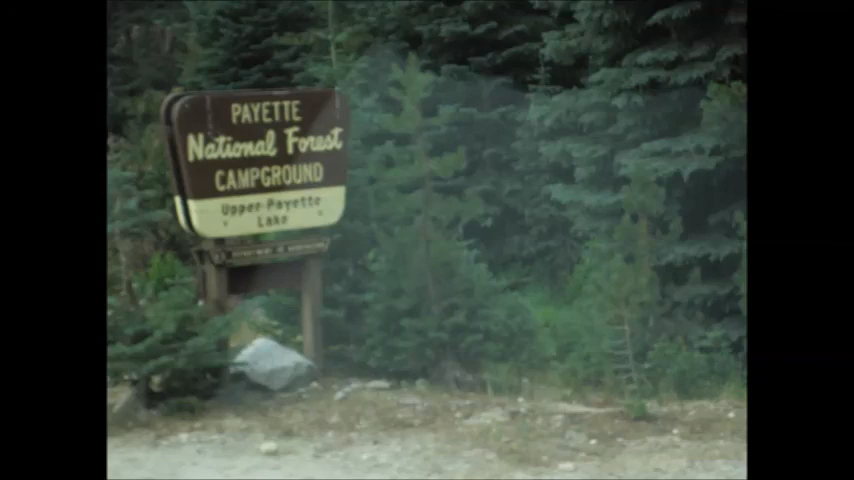 PAYETTE
National Forest
CAMPGROUND
Upper Payette
Lake